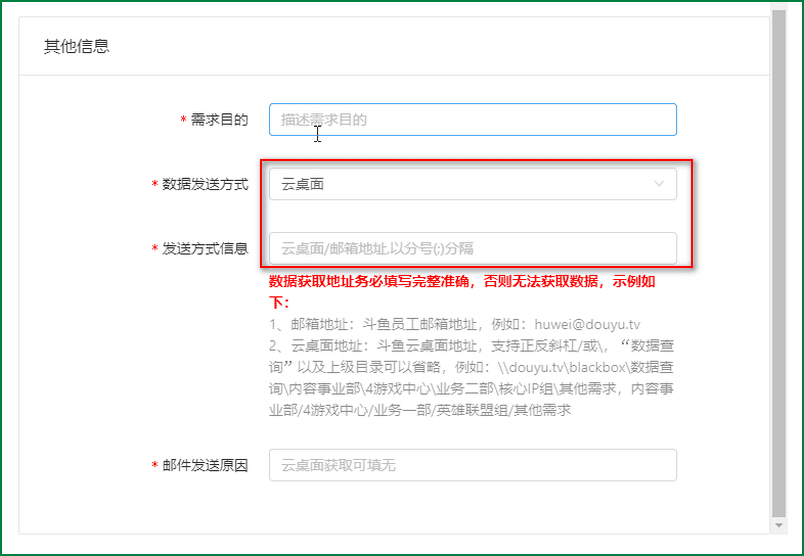 其他信息
* 需求目的
描述需求目的
* 数据发送方式
云桌面
* 发送方式信息
云桌面/邮箱地址,以分号(;)分隔
数据获取地址务必填写完整准确，否则无法获取数据，示例如
下：
1、邮箱地址：斗鱼员工邮箱地址，例如：huwei@douyu.tv
2、云桌面地址：斗鱼云桌面地址，支持正反斜杠/或\，“数据查
询”以及上级目录可以省略，例如：\\douyu.tv\blackbox\数据查
询\内容事业部\4游戏中心\业务二部\核心IP组\其他需求，内容事
业部/4游戏中心/业务一部/英雄联盟组/其他需求
* 邮件发送原因
云桌面获取可填无